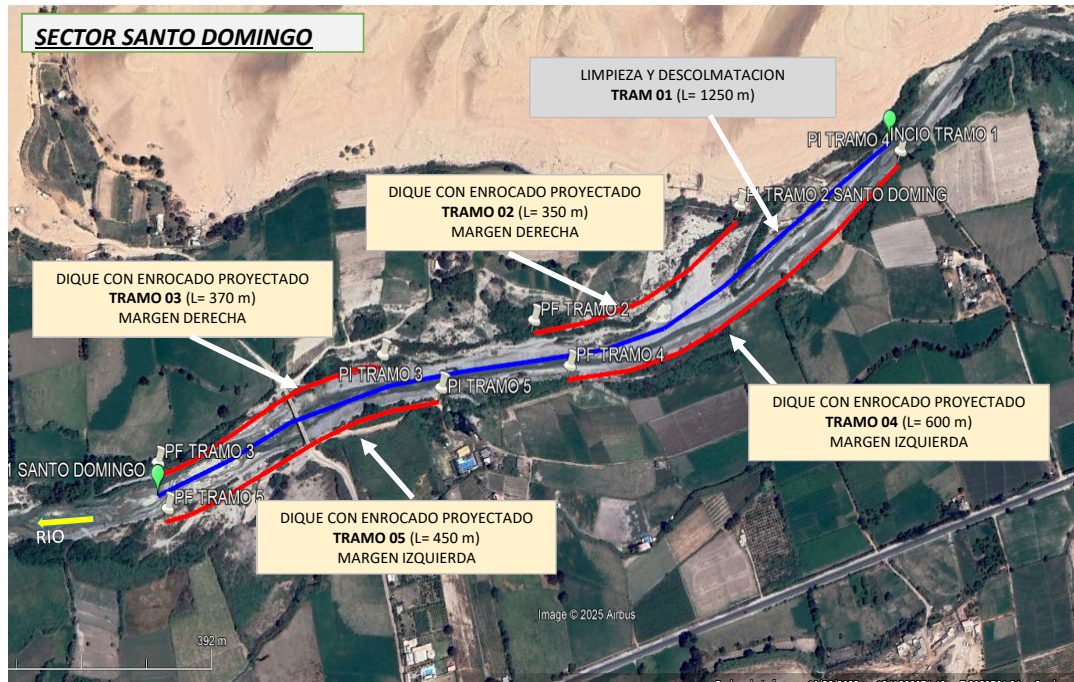 SECTOR SANTO DOMINGO
LIMPIEZA Y DESCOLMATACION
TRAM 01 (L= 1250 m)
PI TRAMO 4
INCIO TRAMO 1
PI TRAMO 2 SANTO DOMING
DIQUE CON ENROCADO PROYECTADO
TRAMO 02 (L= 350 m)
MARGEN DERECHA
DIQUE CON ENROCADO PROYECTADO
TRAMO 03 (L= 370 m)
MARGEN DERECHA
PF TRAMO 2
PF TRAMO 4
PI TRAMO 3
PI TRAMO 5
DIQUE CON ENROCADO PROYECTADO
TRAMO 04 (L= 600 m)
MARGEN IZQUIERDA
PF TRAMO 3
1 SANTO DOMINGO
PF TRAMO 5
RIO
DIQUE CON ENROCADO PROYECTADO
TRAMO 05 (L= 450 m)
MARGEN IZQUIERDA
Image © 2025 Airbus
392 m